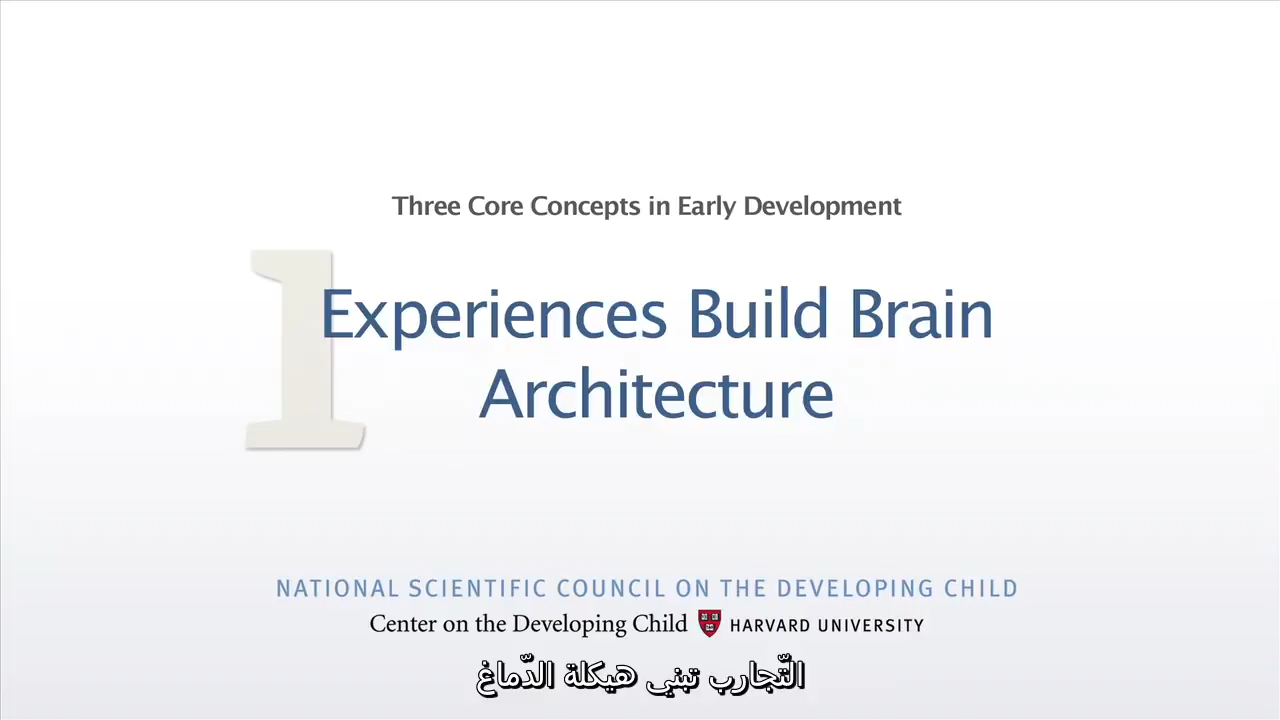 Three Core Concepts in Early Development
1
Experiences Build Brain
Architecture
NATIONAL SCIENTIFIC COUNCIL ON THE DEVELOPING CHILD
Center on the Developing Child HARVARD UNIVERSITY
التّجارب تبني هيكلة الدّماغ